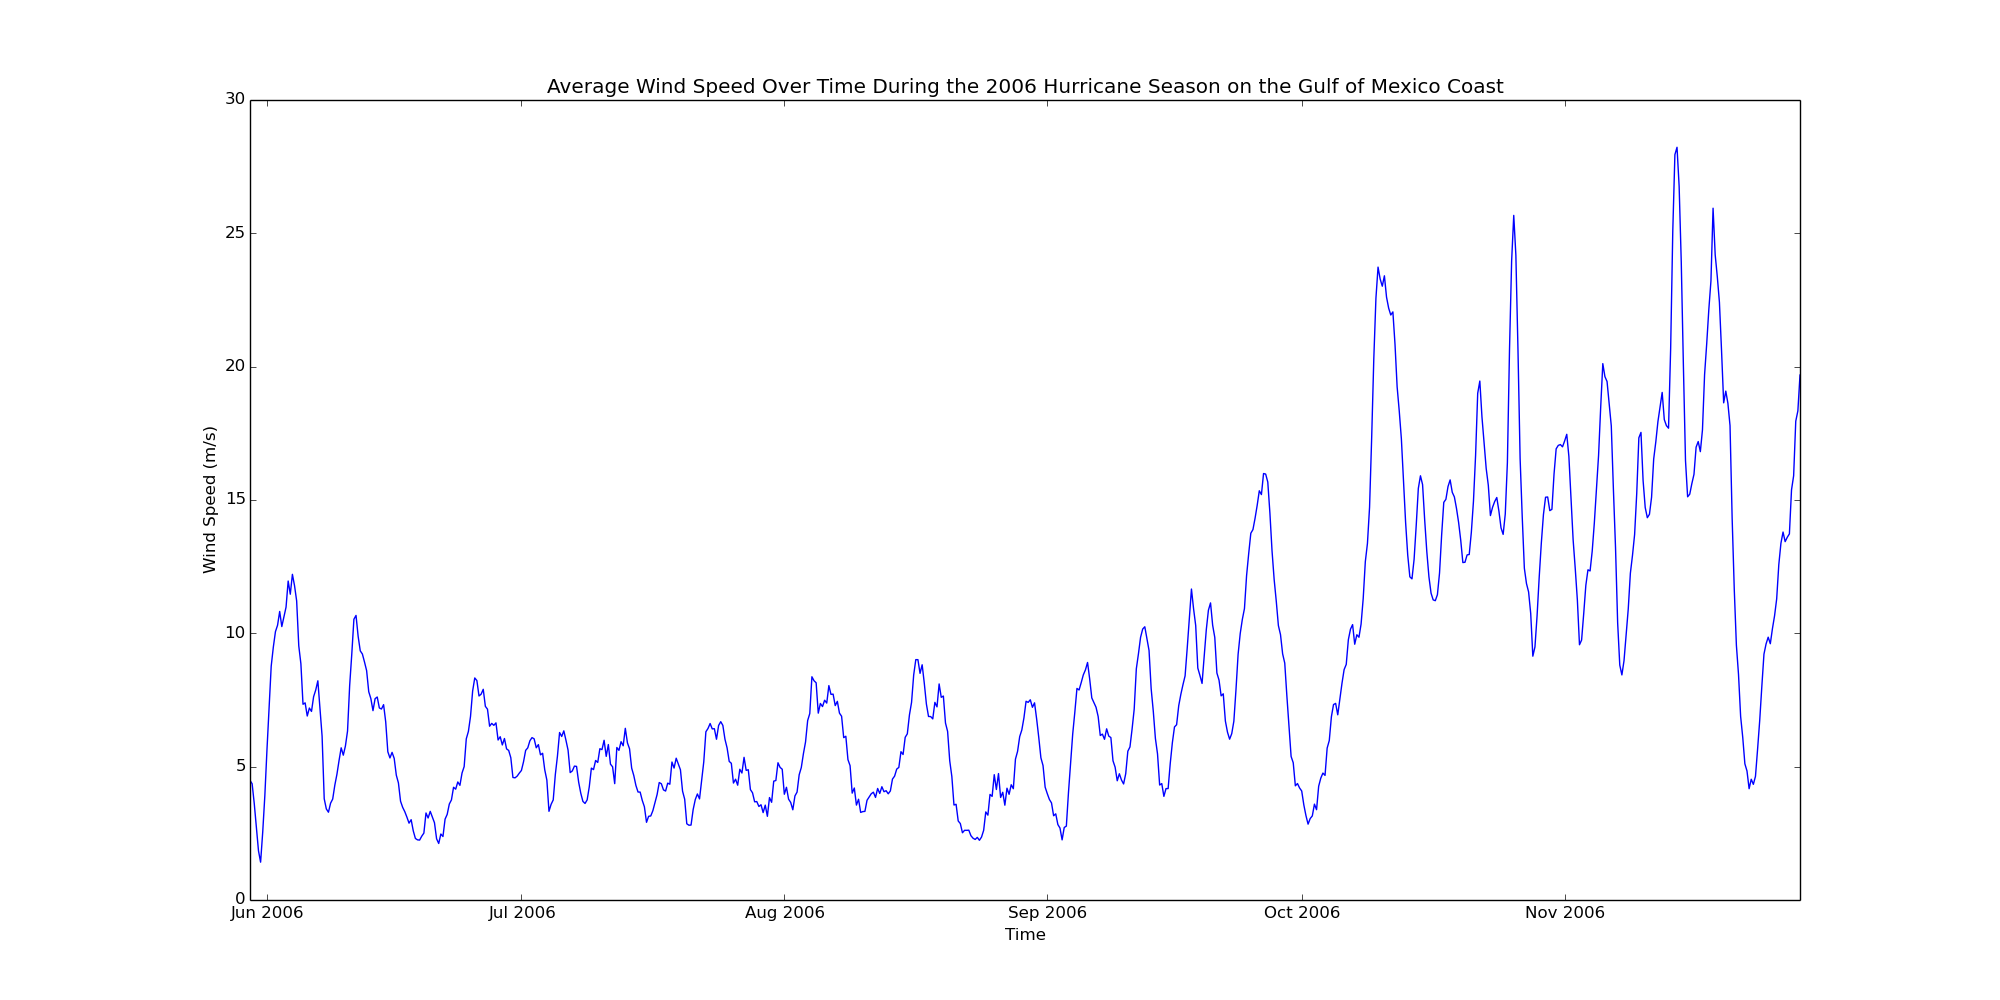 Average Wind Speed Over Time During the 2006 Hurricane Season on the Gulf of Mexico Coast
30
25
20
15
10
5
0
Wind Speed (m/s)
Jun 2006 Jul 2006 Aug 2006 Sep 2006 Oct 2006 Nov 2006
Time